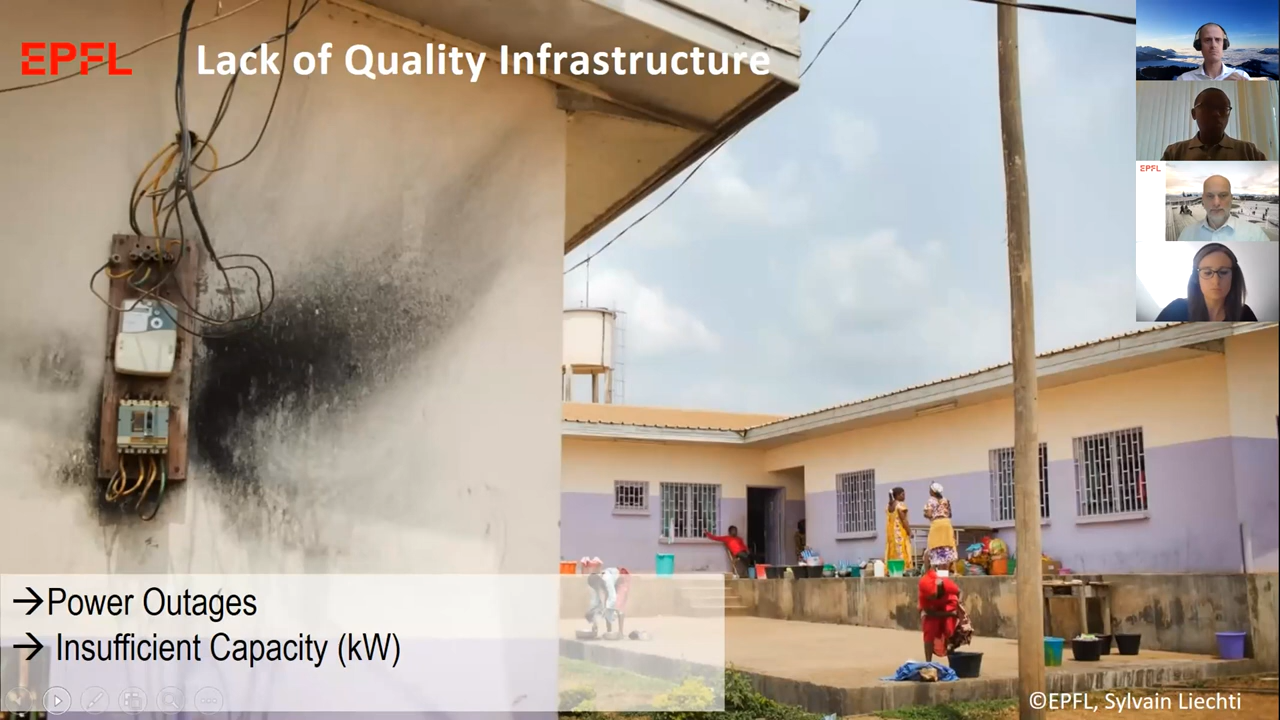 EPFL
Lack of Quality Infrastructure
EPFL
→Power Outages
→ Insufficient Capacity (kW)
©EPFL, Sylvain Liechti